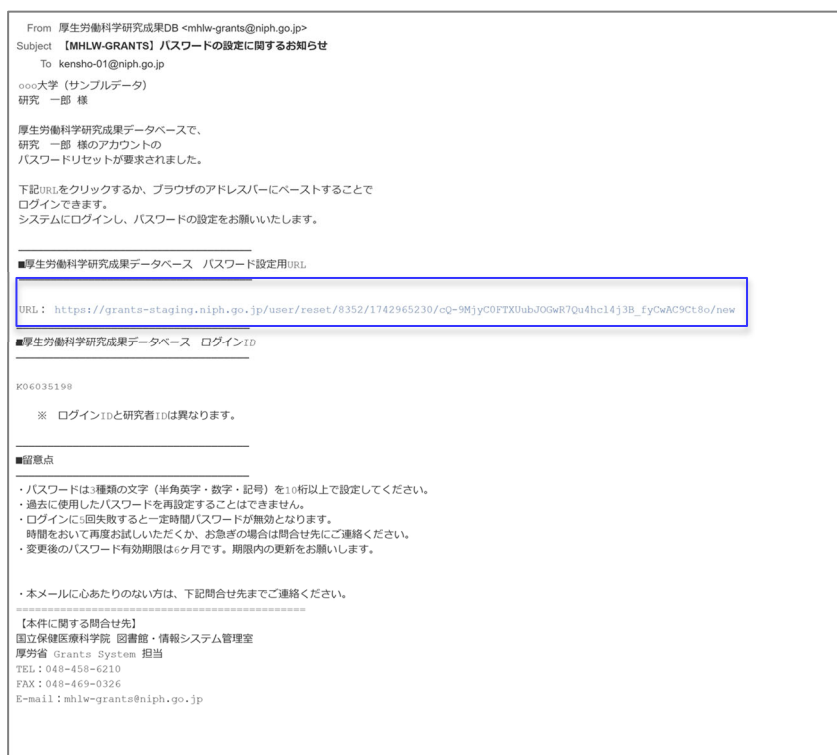 From 厚生労働科学研究成果DB <mhlw-grants@niph.go.jp>
Subject 【MHLW-GRANTS】パスワードの設定に関するお知らせ
To kensho-01@niph.go.jp
ooo大学（サンプルデータ）
研究　一郎 様
厚生労働科学研究成果データベースで、
研究　一郎 様のアカウントの
パスワードリセットが要求されました。
下記URLをクリックするか、ブラウザのアドレスバーにペーストすることで
ログインできます。
システムにログインし、パスワードの設定をお願いいたします。
■厚生労働科学研究成果データベース　パスワード設定用URL
URL： https://grants-staging.niph.go.jp/user/reset/8352/1742965230/cQ-9MjyC0FTXUubJOGwR7Qu4hcl4j3B_fyCwAC9Ct8o/new
■厚生労働科学研究成果データベース　ログインID
K06035198
※　ログインIDと研究者IDは異なります。
■留意点
・パスワードは3種類の文字（半角英字・数字・記号）を10桁以上で設定してください。
・過去に使用したパスワードを再設定することはできません。
・ログインに5回失敗すると一定時間パスワードが無効となります。
時間をおいて再度お試しいただくか、お急ぎの場合は問合せ先にご連絡ください。
・変更後のパスワード有効期限は6ヶ月です。期限内の更新をお願いします。
・本メールに心あたりのない方は、下記問合せ先までご連絡ください。
==============================================
【本件に関する問合せ先】
国立保健医療科学院 図書館・情報システム管理室
厚労省 Grants System 担当
TEL：048-458-6210
FAX：048-469-0326
E-mail：mhlw-grants@niph.go.jp